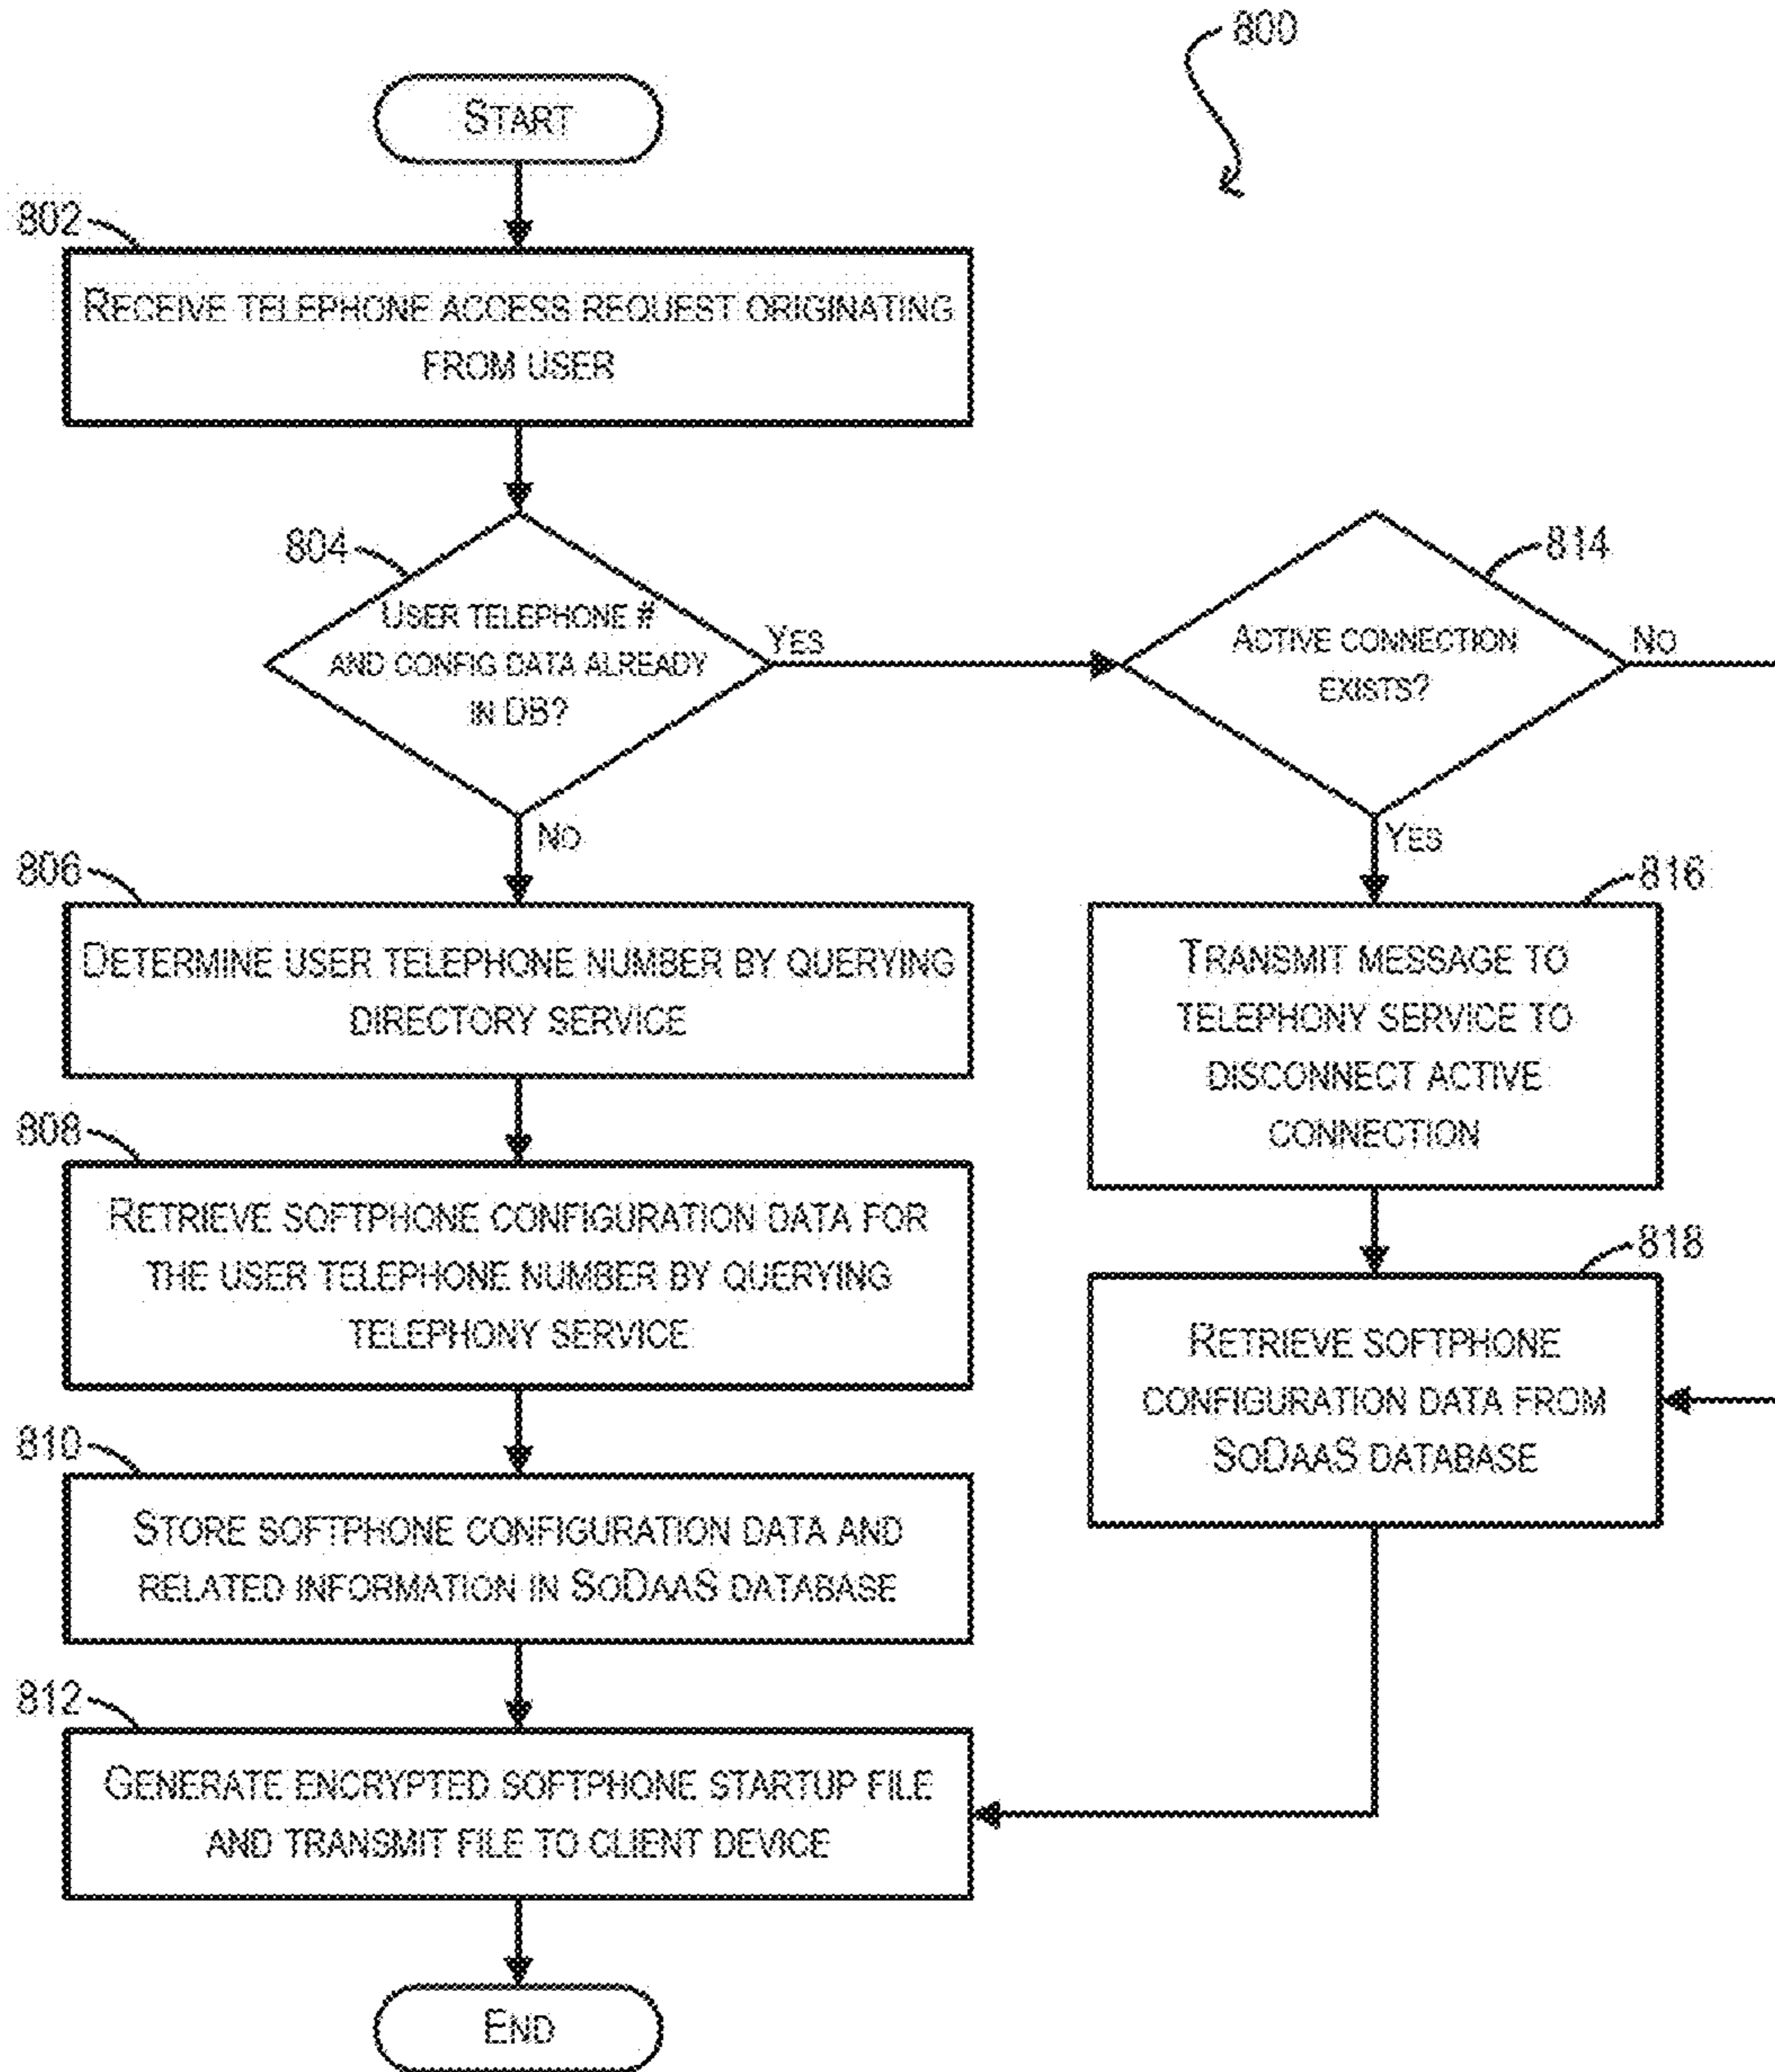 800
START
802
RECEIVE TELEPHONE ACCESS REQUEST ORIGINATING
FROM USER
804
USER TELEPHONE #
AND CONFIG DATA ALREADY
IN DB?
YES
NO
814
ACTIVE CONNECTION
EXISTS?
NO
YES
806
DETERMINE USER TELEPHONE NUMBER BY QUERYING
DIRECTORY SERVICE
816
TRANSMIT MESSAGE TO
TELEPHONY SERVICE TO
DISCONNECT ACTIVE
CONNECTION
808
RETRIEVE SOFTPHONE CONFIGURATION DATA FOR
THE USER TELEPHONE NUMBER BY QUERYING
TELEPHONY SERVICE
818
RETRIEVE SOFTPHONE
CONFIGURATION DATA FROM
SODAAS DATABASE
810
STORE SOFTPHONE CONFIGURATION DATA AND
RELATED INFORMATION IN SODAAS DATABASE
812
GENERATE ENCRYPTED SOFTPHONE STARTUP FILE
AND TRANSMIT FILE TO CLIENT DEVICE
END